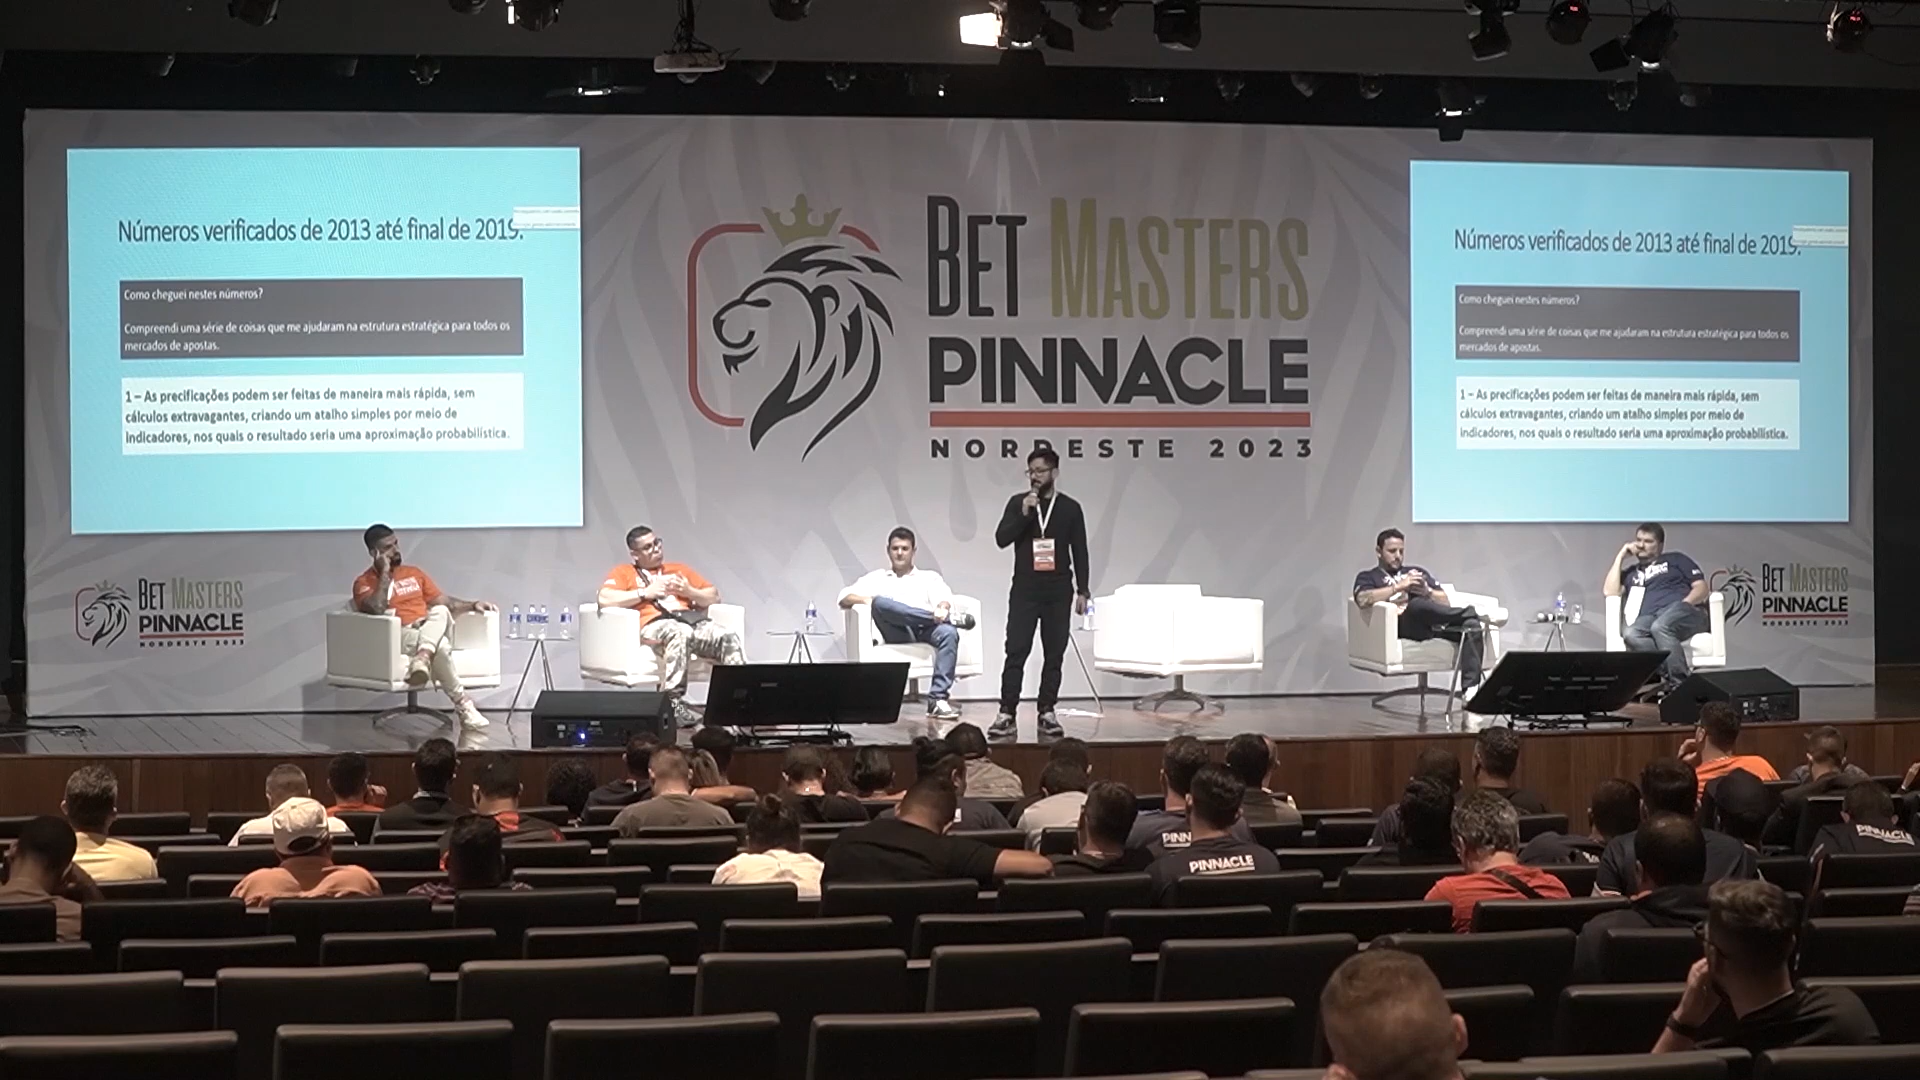 Números verificados de 2013 até final de 2019.
Como cheguei nestes números?
Compreendi uma série de coisas que me ajudaram na estrutura estratégica para todos os
mercados de apostas.
1 – As precificações podem ser feitas de maneira mais rápida, sem
cálculos extravagantes, criando um atalho simples por meio de
indicadores, nos quais o resultado seria uma aproximação probabilística.
BET MASTERS
PINNACLE
NORDESTE 2023
Números verificados de 2013 até final de 2019.
Como cheguei nestes números?
Compreendi uma série de coisas que me ajudaram na estrutura estratégica para todos os
mercados de apostas.
1 – As precificações podem ser feitas de maneira mais rápida, sem
cálculos extravagantes, criando um atalho simples por meio de
indicadores, nos quais o resultado seria uma aproximação probabilística.
BET MASTERS
PINNACLE
NORDESTE 2023
BET MASTERS
PINNACLE
NORDESTE 2023
PINN
PINNACLE
PINNACLE